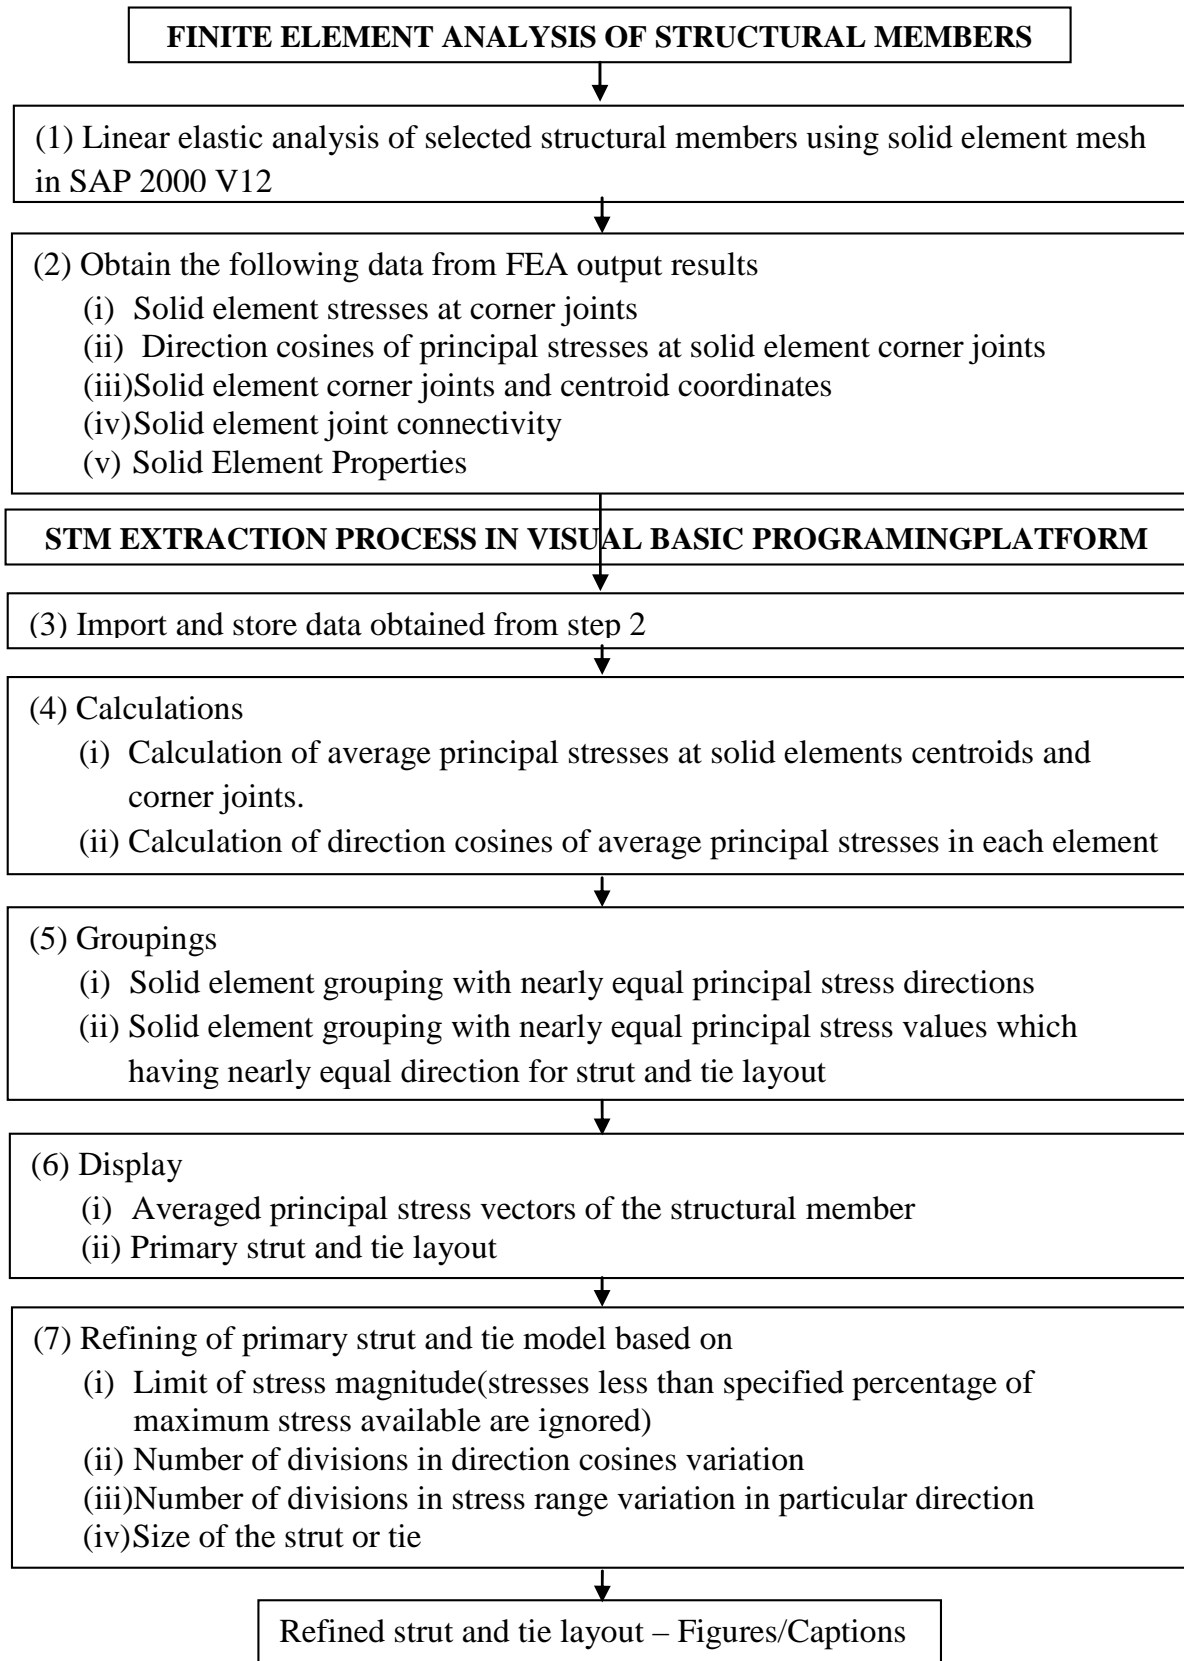 FINITE ELEMENT ANALYSIS OF STRUCTURAL MEMBERS
(1) Linear elastic analysis of selected structural members using solid element mesh
in SAP 2000 V12
(2) Obtain the following data from FEA output results
(i) Solid element stresses at corner joints
(ii) Direction cosines of principal stresses at solid element corner joints
(iii)Solid element corner joints and centroid coordinates
(iv)Solid element joint connectivity
(v) Solid Element Properties
STM EXTRACTION PROCESS IN VISUAL BASIC PROGRAMINGPLATFORM
(3) Import and store data obtained from step 2
(4) Calculations
(i) Calculation of average principal stresses at solid elements centroids and
corner joints.
(ii) Calculation of direction cosines of average principal stresses in each element
(5) Groupings
(i) Solid element grouping with nearly equal principal stress directions
(ii) Solid element grouping with nearly equal principal stress values which
having nearly equal direction for strut and tie layout
(6) Display
(i) Averaged principal stress vectors of the structural member
(ii) Primary strut and tie layout
(7) Refining of primary strut and tie model based on
(i) Limit of stress magnitude(stresses less than specified percentage of
maximum stress available are ignored)
(ii) Number of divisions in direction cosines variation
(iii)Number of divisions in stress range variation in particular direction
(iv)Size of the strut or tie
Refined strut and tie layout – Figures/Captions